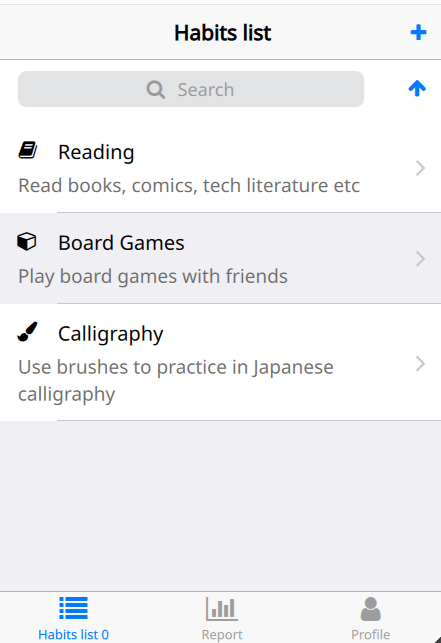 Habits list
Search
Reading
Read books, comics, tech literature etc
Board Games
Play board games with friends
Calligraphy
Use brushes to practice in Japanese
calligraphy
Habits list 0
Report
Profile